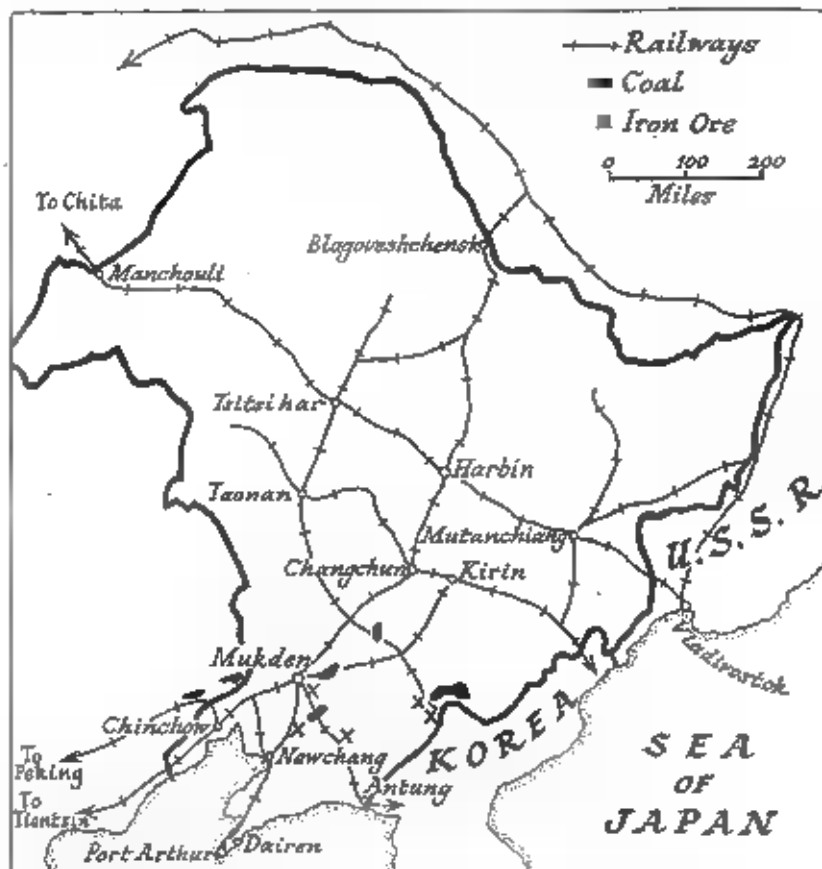 Railways
Coal
Iron Ore
0 100 200
Miles
To Chita
Blagoveshchensk
Manchouli
Tsitsihar
Harbin
Taonan
Mutanchiang
U.S.S.R.
Changchun
Kirin
Mukden
Vladivostok
Chinchow
KOREA
SEA
OF
JAPAN
To
Peking
Newchang
To
Tientsin
Antung
Port Arthur
Dairen